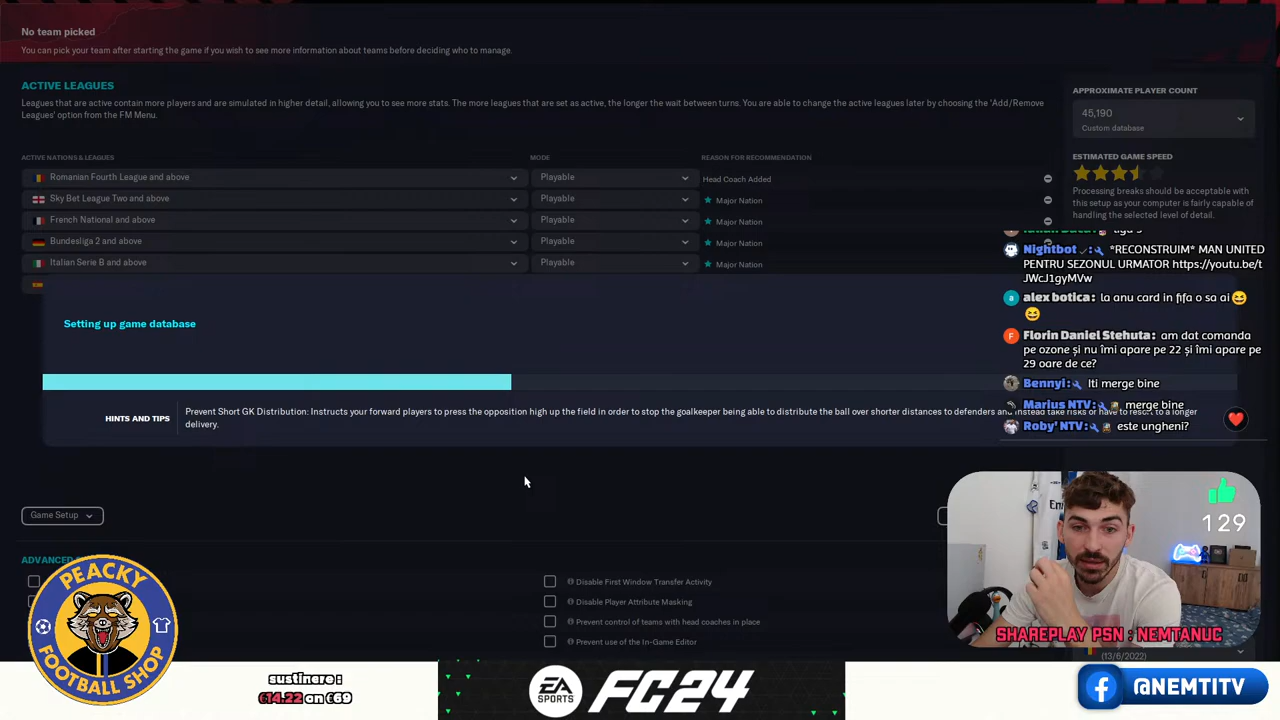 No team picked
You can pick your team after starting the game if you wish to see more information about teams before deciding who to manage.
ACTIVE LEAGUES
Leagues that are active contain more players and are simulated in higher detail, allowing you to see more stats. The more leagues that are set as active, the longer the wait between turns. You are able to change the active leagues later by choosing the 'Add/Remove
Leagues' option from the FM Menu.
APPROXIMATE PLAYER COUNT
45,190
Custom database
ACTIVE NATIONS & LEAGUES MODE REASON FOR RECOMMENDATION
Romanian Fourth League and above Playable Head Coach Added
Sky Bet League Two and above Playable Major Nation
French National and above Playable Major Nation
Bundesliga 2 and above Playable Major Nation
Italian Serie B and above Playable Major Nation
ESTIMATED GAME SPEED
Processing breaks should be acceptable with
this setup as your computer is fairly capable of
handling the selected level of detail.
Nightbot : *RECONSTRUIM* MAN UNITED
PENTRU SEZONUL URMATOR https://youtu.be/t
JWcJ1gyMVw
alex botica : la anu card in fifa o sa ai
Florin Daniel Stehuta : am dat comanda
pe ozone și nu îmi apare pe 22 și îmi apare pe
29 oare de ce?
Bennyi : Iti merge bine
Marius NTV : merge bine
Roby' NTV : este ungheni?
Setting up game database
HINTS AND TIPS
Prevent Short GK Distribution: Instructs your forward players to press the opposition high up the field in order to stop the goalkeeper being able to distribute the ball over shorter distances to defenders and instead take risks or have to resort to a longer
delivery.
Game Setup
ADVANCED
Disable First Window Transfer Activity
Disable Player Attribute Masking
Prevent control of teams with head coaches in place
Prevent use of the In-Game Editor
129
SHAREPLAY PSN : NEMTANUC
(13/6/2022)
PEACKY
FOOTBALL SHOP
sustinere :
€14.22 on €69
EA
SPORTS
FC24
@NEMTITV